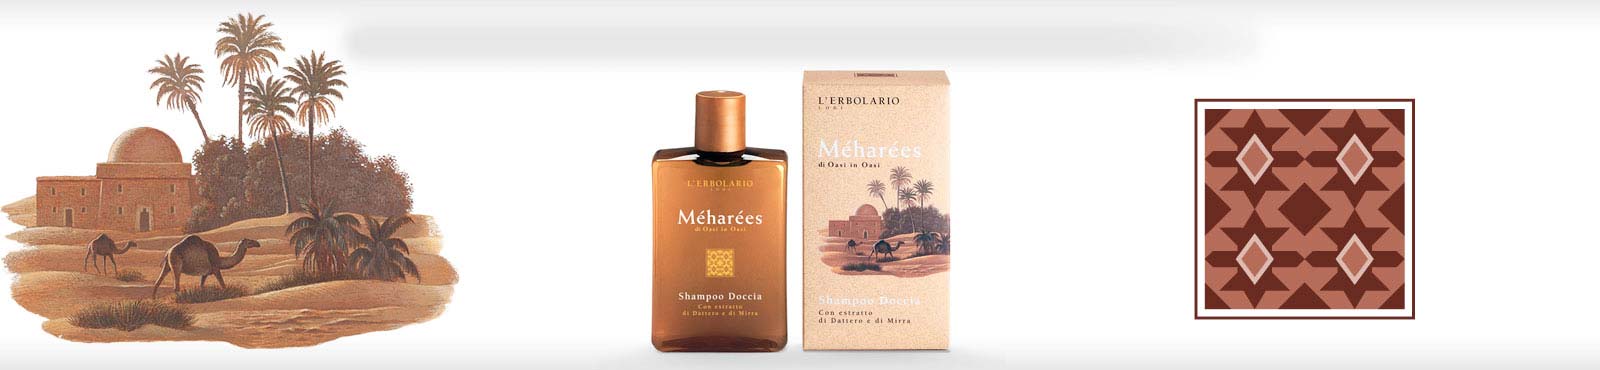 L'ERBOLARIO
LODI
Méharées
di Oasi in Oasi
Shampoo Doccia
Con estratto
di Dattero e di Mirra
L'ERBOLARIO
LODI
Méharées
di Oasi in Oasi
Shampoo Doccia
Con estratto
di Dattero e di Mirra